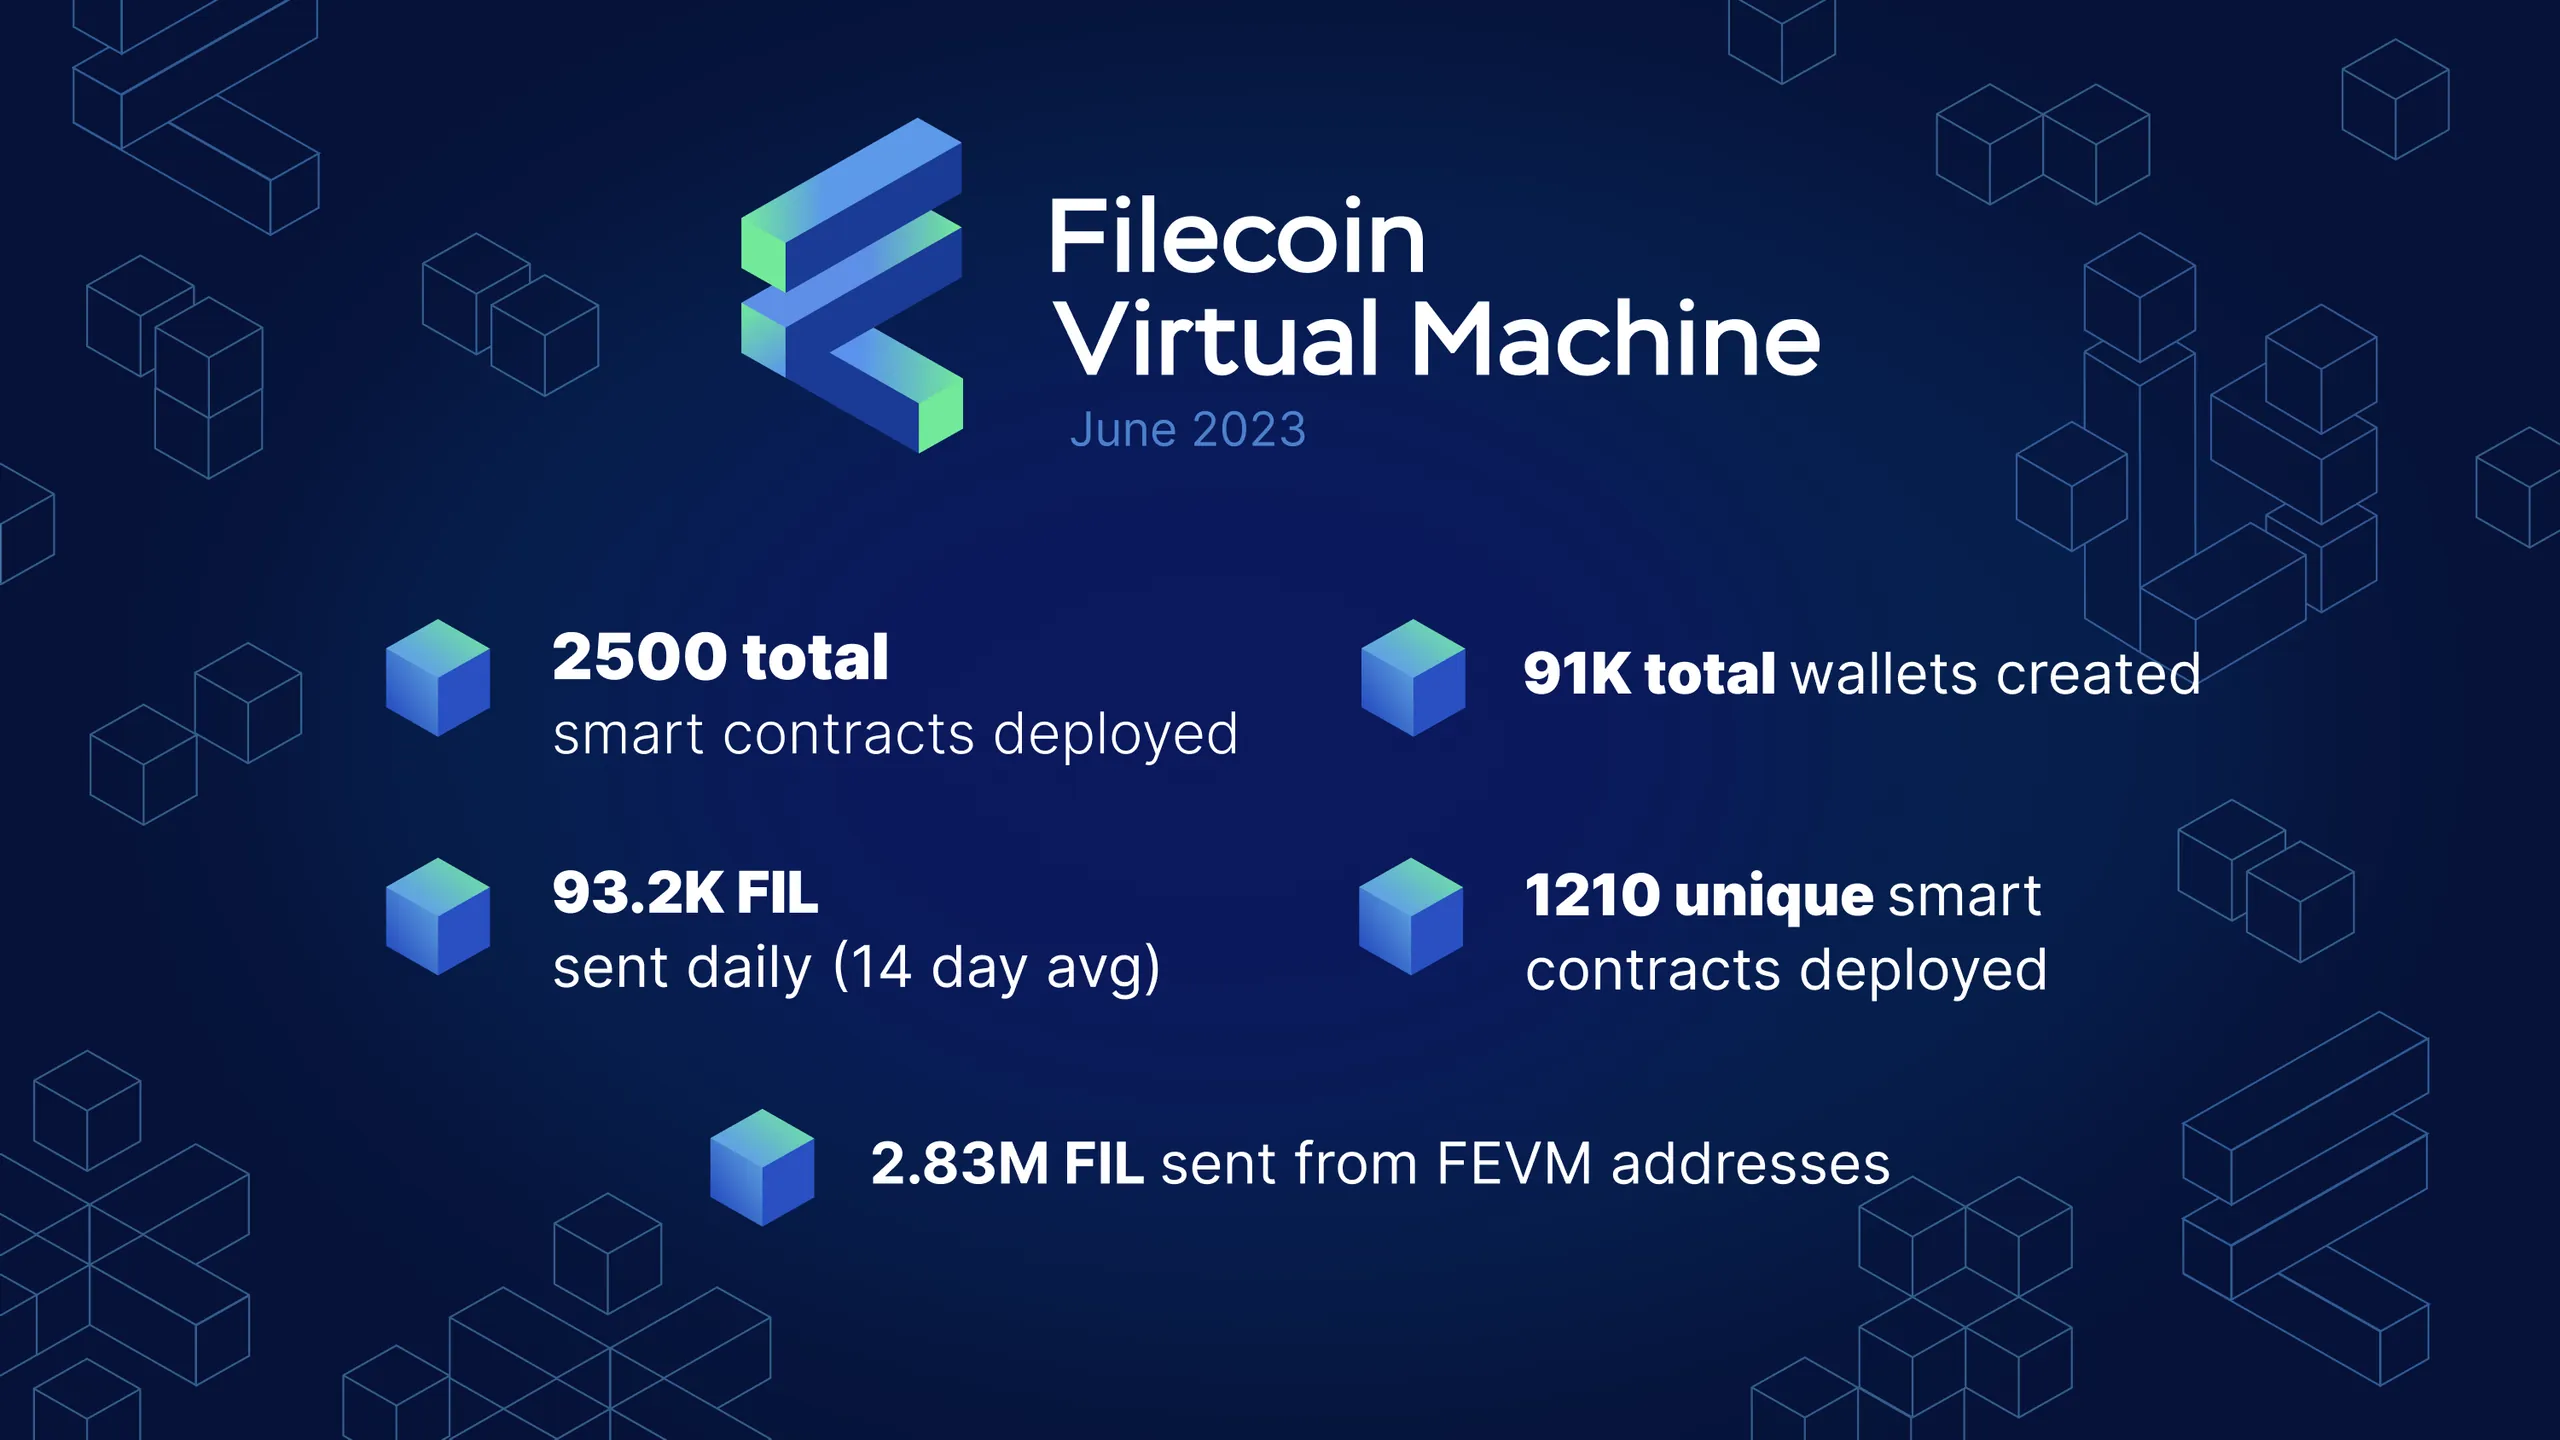 Filecoin
Virtual Machine
June 2023
2500 total
smart contracts deployed
91K total wallets created
93.2K FIL
sent daily (14 day avg)
1210 unique smart
contracts deployed
2.83M FIL sent from FEVM addresses